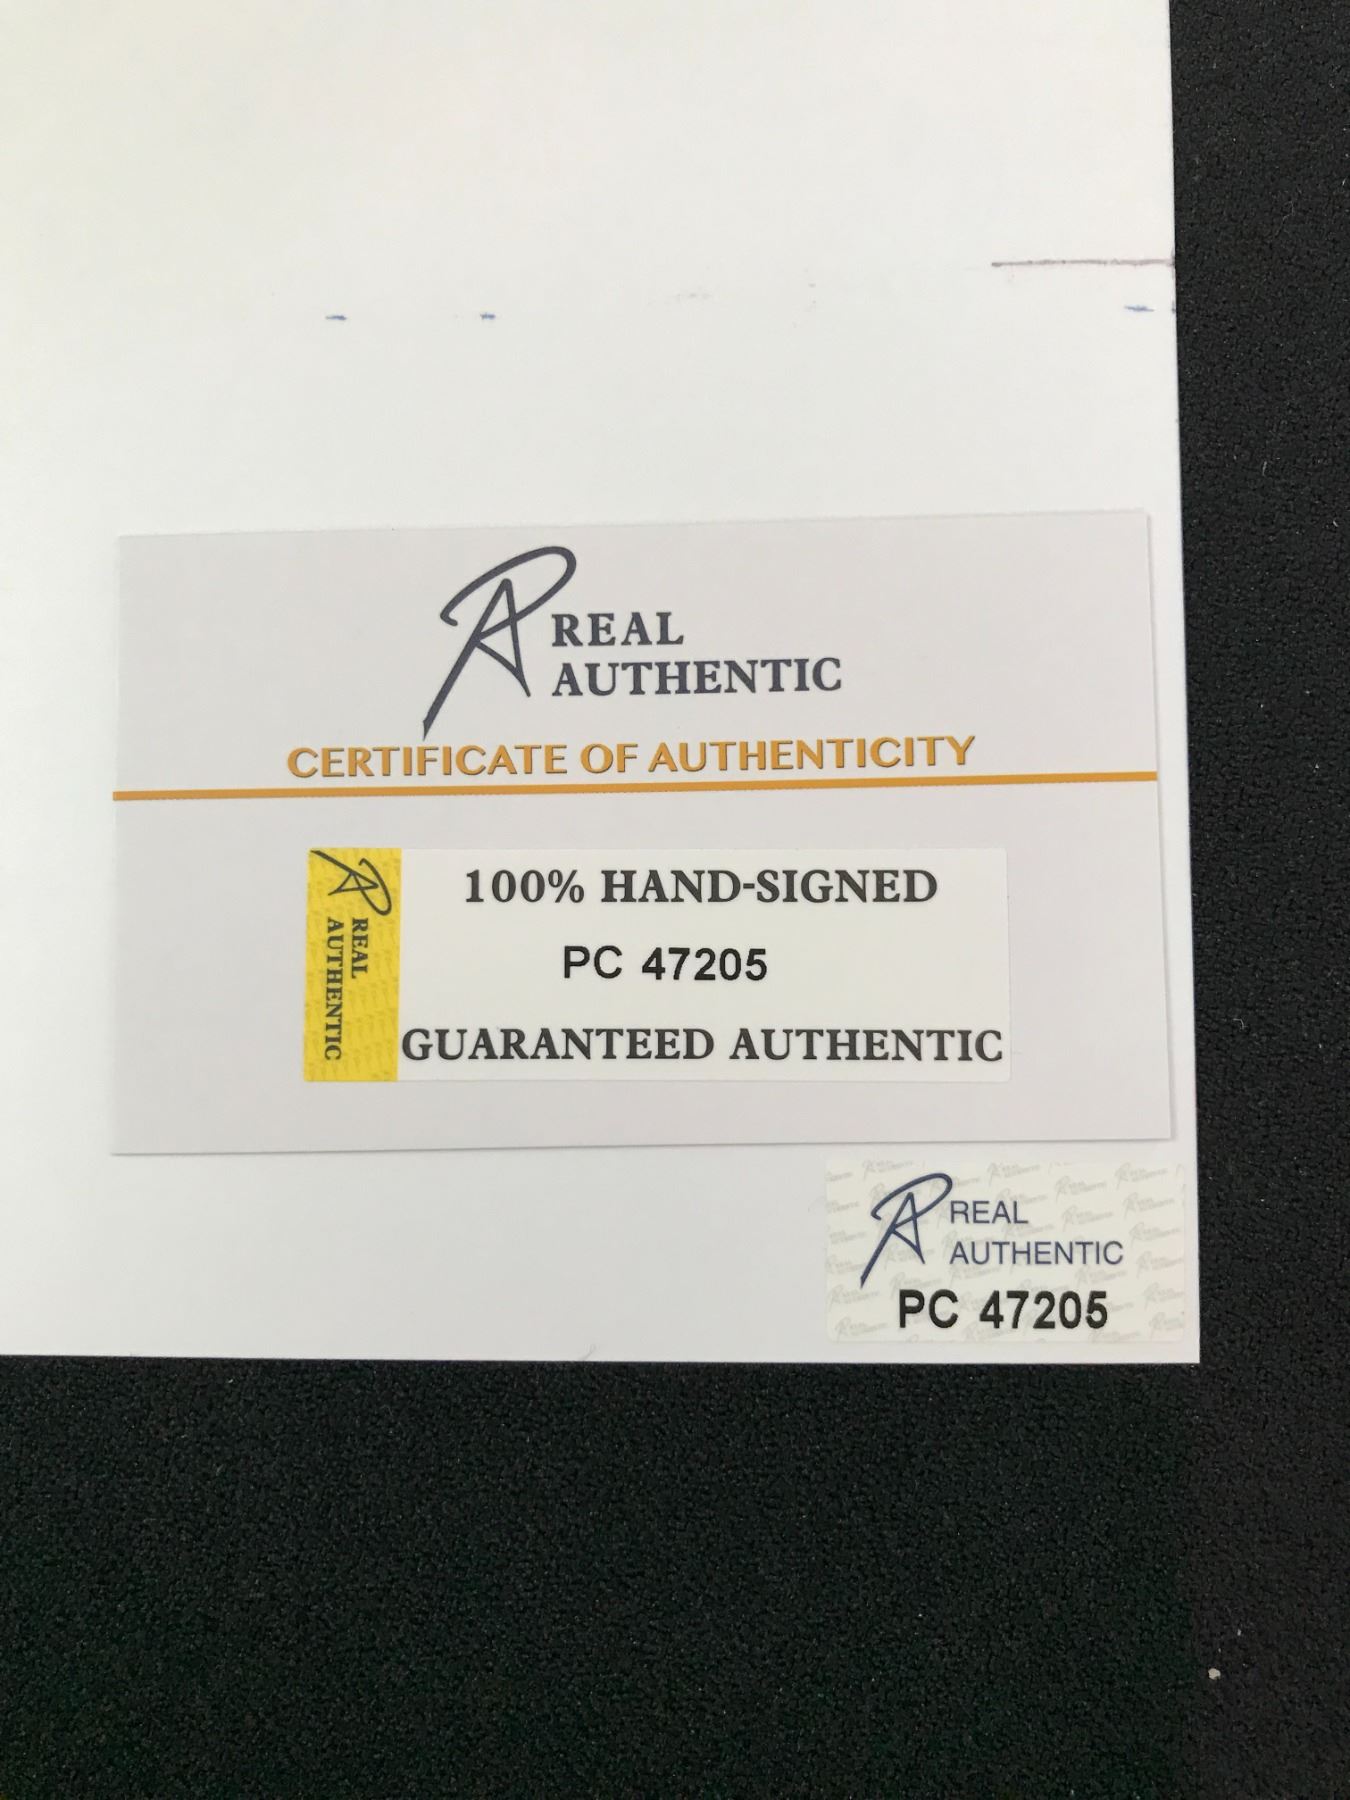 REAL
AUTHENTIC
CERTIFICATE OF AUTHENTICITY
REAL
AUTHENTIC
100% HAND-SIGNED
PC 47205
GUARANTEED AUTHENTIC
REAL
AUTHENTIC
PC 47205